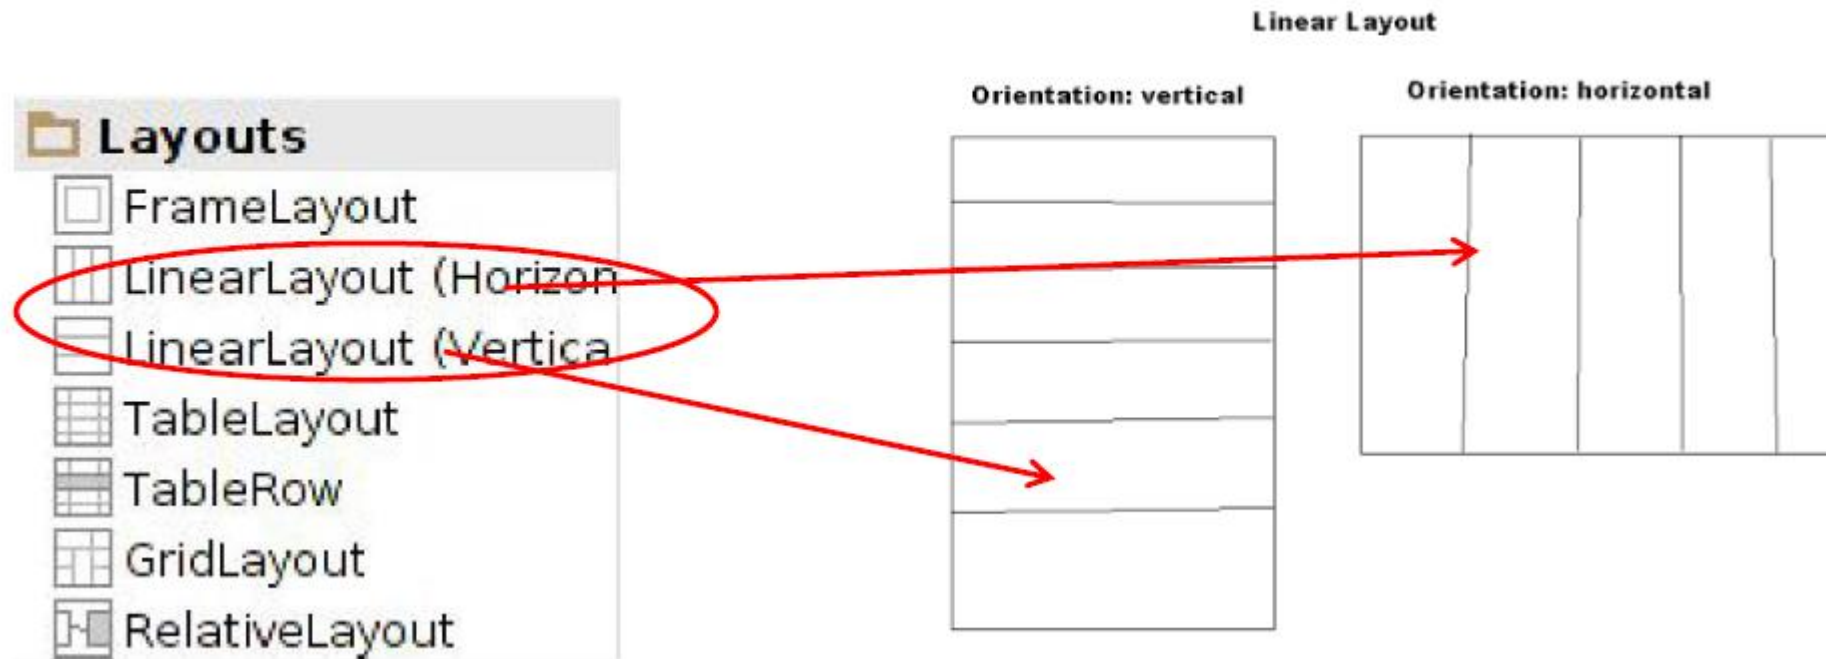 Linear Layout
Orientation: vertical
Orientation: horizontal
Layouts
FrameLayout
LinearLayout (Horizon
LinearLayout (Vertica
TableLayout
TableRow
GridLayout
RelativeLayout